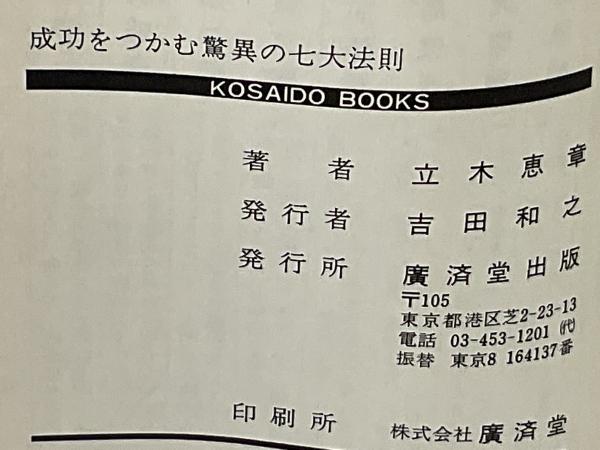 成功をつかむ驚異の七大法則
KOSAIDO BOOKS
著者 立木恵章
発行者 吉田和之
発行所 廣済堂出版
〒105
東京都港区芝2-23-13
電話 03-453-1201 ㈹
振替 東京8 164137番
印刷所 株式会社 廣済堂